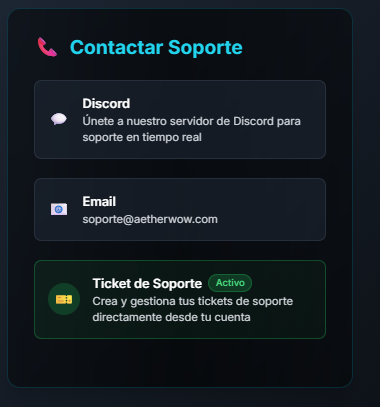 Contactar Soporte
Discord
Únete a nuestro servidor de Discord para
soporte en tiempo real
Email
soporte@aetherwow.com
Ticket de Soporte Activo
Crea y gestiona tus tickets de soporte
directamente desde tu cuenta